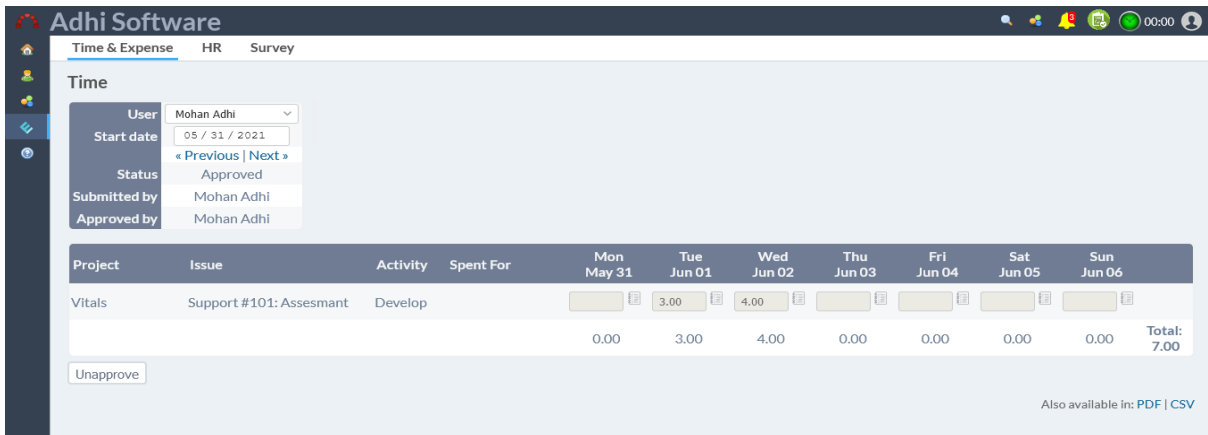 Adhi Software
3
00:00
Time & Expense HR Survey
Time
User Mohan Adhi
Start date 05 / 31 / 2021
« Previous | Next »
Status Approved
Submitted by Mohan Adhi
Approved by Mohan Adhi
Project Issue Activity Spent For Mon May 31 Tue Jun 01 Wed Jun 02 Thu Jun 03 Fri Jun 04 Sat Jun 05 Sun Jun 06
Vitals Support #101: Assesmant Develop 3.00 4.00
0.00 3.00 4.00 0.00 0.00 0.00 0.00 Total: 7.00
Unapprove
Also available in: PDF | CSV